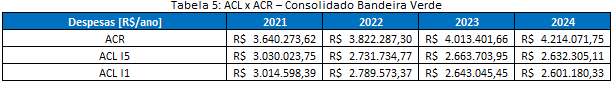 Tabela 5: ACL x ACR – Consolidado Bandeira Verde
Despesas [R$/ano] 2021 2022 2023 2024
ACR R$ 3.640.273,62 R$ 3.822.287,30 R$ 4.013.401,66 R$ 4.214.071,75
ACL I5 R$ 3.030.023,75 R$ 2.731.734,77 R$ 2.663.703,95 R$ 2.632.305,11
ACL I1 R$ 3.014.598,39 R$ 2.789.573,37 R$ 2.643.045,45 R$ 2.601.180,33